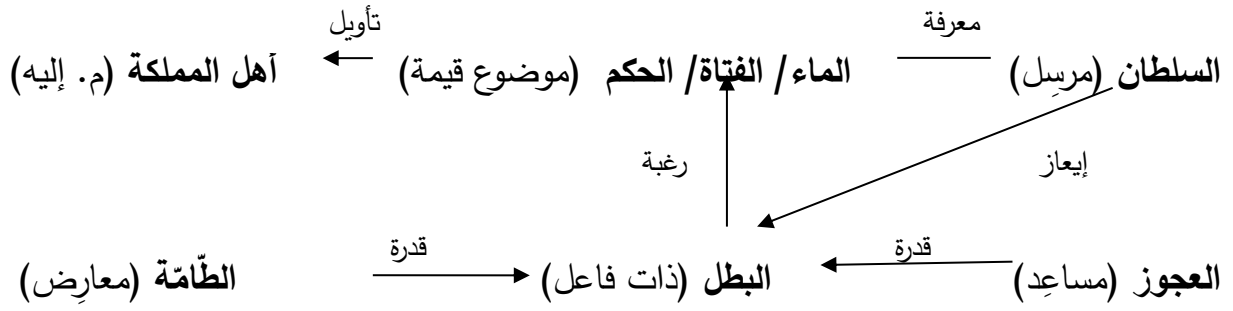 معرفة تأويل
السلطان (مرسِل) الماء/ الفتاة/ الحكم (موضوع قيمة) أهل المملكة (م. إليه)
إيعاز رغبة
قدرة قدرة
العجوز (مساعِد) البطل (ذات فاعل) الطّامّة (معارِض)